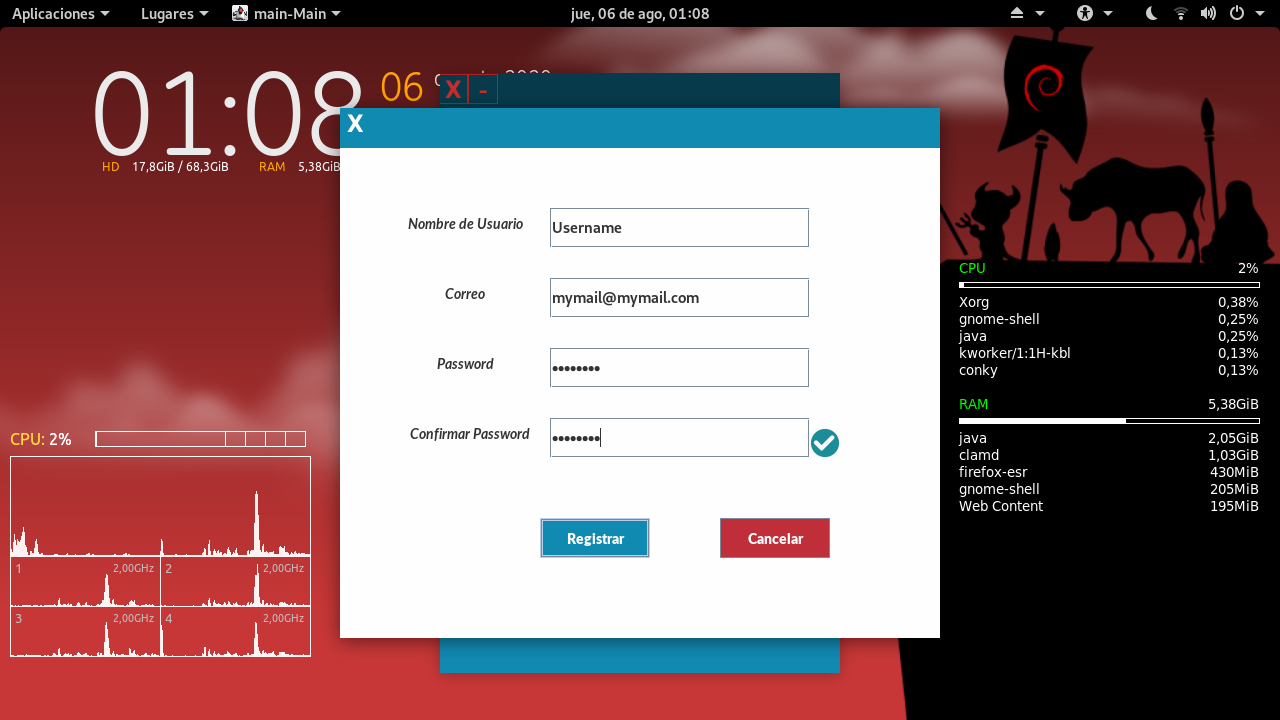 Aplicaciones Lugares main-Main jue, 06 de ago, 01:08
01:08 06
HD 17,8GiB / 68,3GiB RAM 5,38GiB
X -
X
Nombre de Usuario Username
Correo mymail@mymail.com
Password ••••••••
Confirmar Password ••••••••
Registrar Cancelar
CPU: 2%
1 2,00GHz 2 2,00GHz
3 2,00GHz 4 2,00GHz
CPU 2%
Xorg 0,38%
gnome-shell 0,25%
java 0,25%
kworker/1:1H-kbl 0,13%
conky 0,13%
RAM 5,38GiB
java 2,05GiB
clamd 1,03GiB
firefox-esr 430MiB
gnome-shell 205MiB
Web Content 195MiB